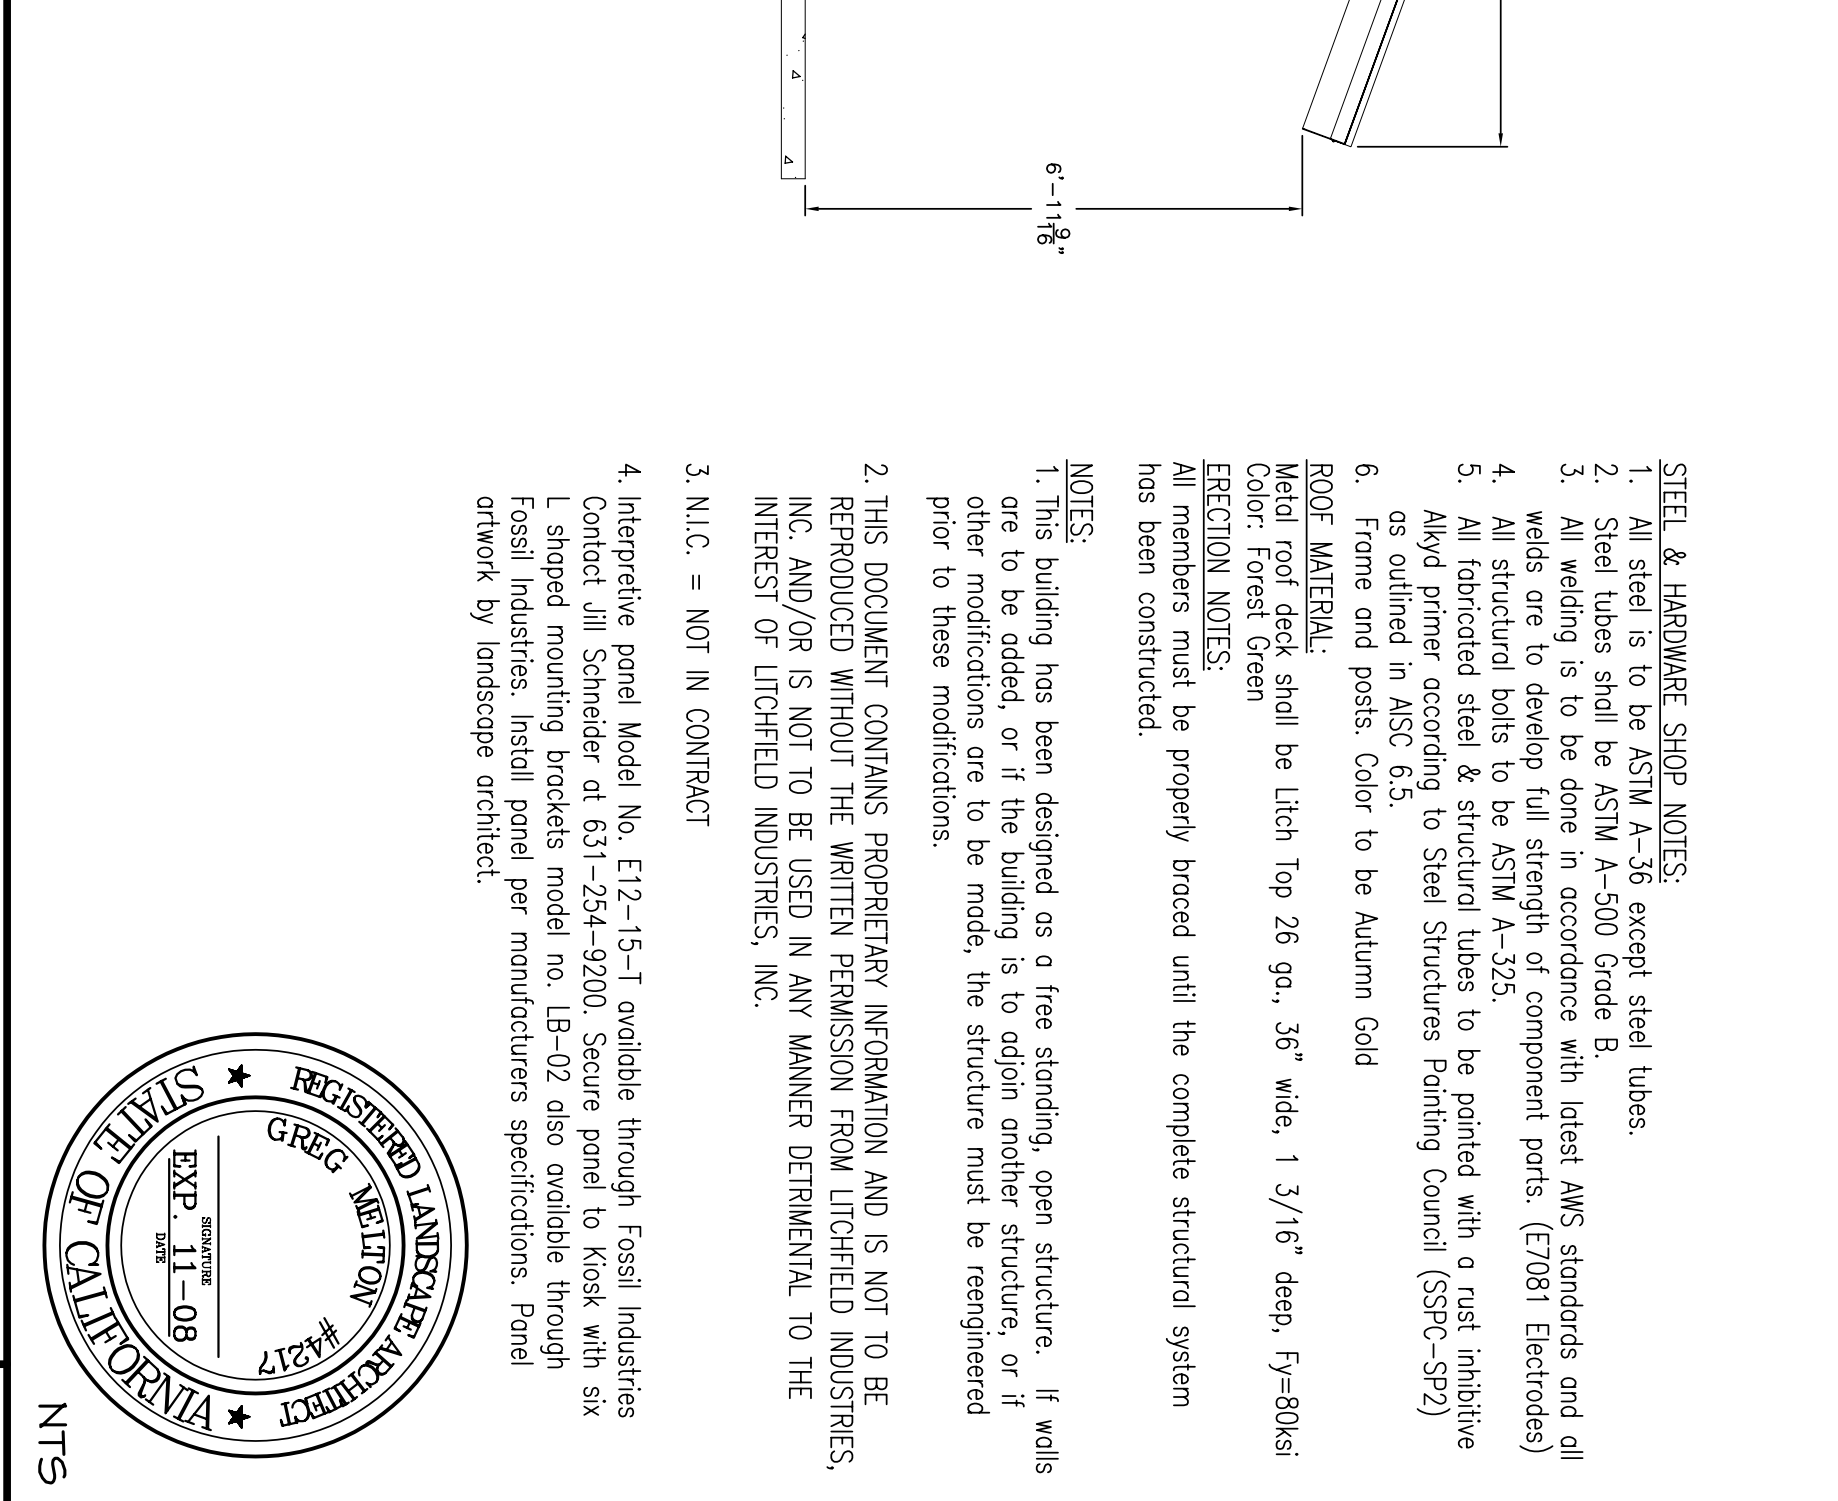 6'-11 9/16"
STEEL & HARDWARE SHOP NOTES:
1. All steel is to be ASTM A-36 except steel tubes.
2. Steel tubes shall be ASTM A-500 Grade B.
3. All welding is to be done in accordance with latest AWS standards and all
welds are to develop full strength of component parts. (E7081 Electrodes)
4. All structural bolts to be ASTM A-325.
5. All fabricated steel & structural tubes to be painted with a rust inhibitive
Alkyd primer according to Steel Structures Painting Council (SSPC-SP2)
as outlined in AISC 6.5.
6. Frame and posts. Color to be Autumn Gold
ROOF MATERIAL:
Metal roof deck shall be Litch Top 26 ga., 36" wide, 1 3/16" deep, Fy=80ksi
Color: Forest Green
ERECTION NOTES:
All members must be properly braced until the complete structural system
has been constructed.
NOTES:
1. This building has been designed as a free standing, open structure. If walls
are to be added, or if the building is to adjoin another structure, or if
other modifications are to be made, the structure must be reengineered
prior to these modifications.
2. THIS DOCUMENT CONTAINS PROPRIETARY INFORMATION AND IS NOT TO BE
REPRODUCED WITHOUT THE WRITTEN PERMISSION FROM LITCHFIELD INDUSTRIES,
INC. AND/OR IS NOT TO BE USED IN ANY MANNER DETRIMENTAL TO THE
INTEREST OF LITCHFIELD INDUSTRIES, INC.
3. N.I.C. = NOT IN CONTRACT
4. Interpretive panel Model No. E12-15-T available through Fossil Industries
Contact Jill Schneider at 631-254-9200. Secure panel to Kiosk with six
L shaped mounting brackets model no. LB-02 also available through
Fossil Industries. Install panel per manufacturers specifications. Panel
artwork by landscape architect.
REGISTERED LANDSCAPE ARCHITECT
GREG MELTON #4217
SIGNATURE
EXP. 11-08
DATE
STATE OF CALIFORNIA
NTS